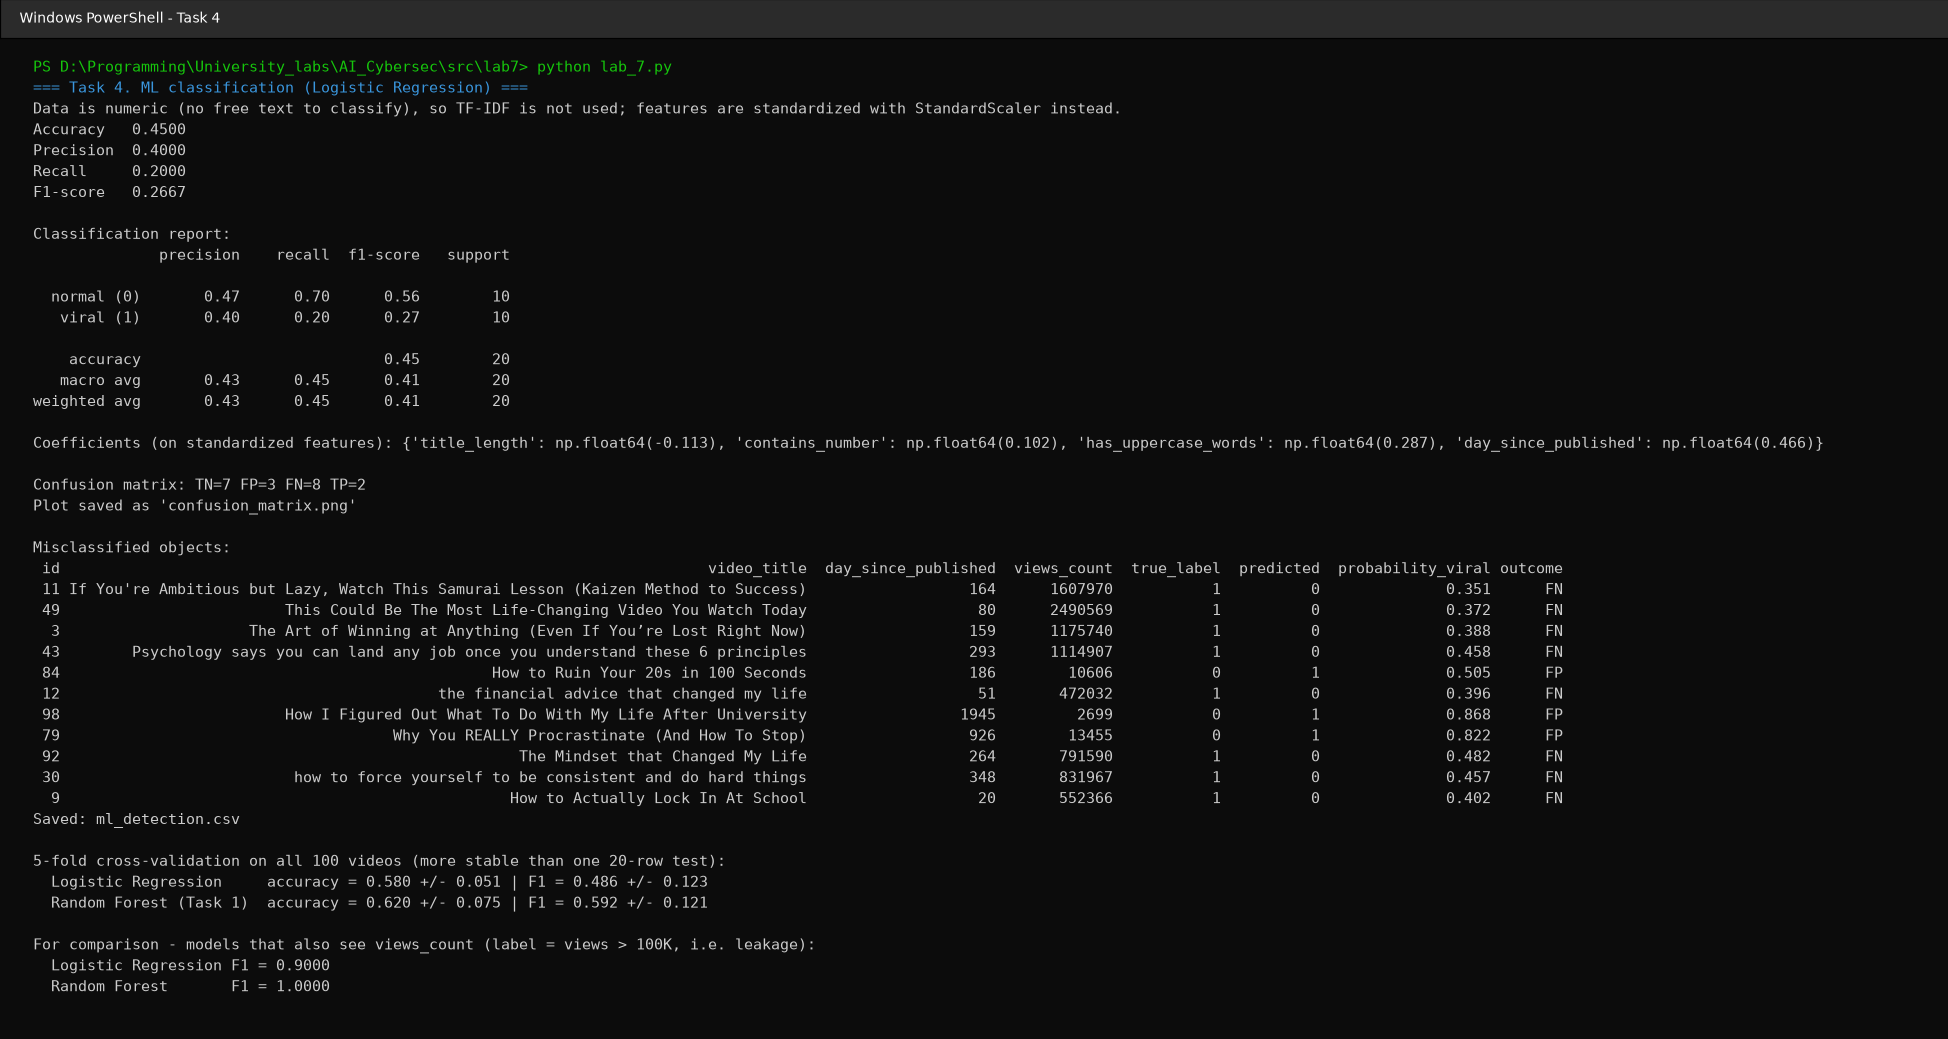 Windows PowerShell - Task 4
PS D:\Programming\University_labs\AI_Cybersec\src\lab7> python lab_7.py
=== Task 4. ML classification (Logistic Regression) ===
Data is numeric (no free text to classify), so TF-IDF is not used; features are standardized with StandardScaler instead.
Accuracy   0.4500
Precision  0.4000
Recall     0.2000
F1-score   0.2667
Classification report:
              precision    recall  f1-score   support
  normal (0)       0.47      0.70      0.56        10
   viral (1)       0.40      0.20      0.27        10
    accuracy                           0.45        20
   macro avg       0.43      0.45      0.41        20
weighted avg       0.43      0.45      0.41        20
Coefficients (on standardized features): {'title_length': np.float64(-0.113), 'contains_number': np.float64(0.102), 'has_uppercase_words': np.float64(0.287), 'day_since_published': np.float64(0.466)}
Confusion matrix: TN=7 FP=3 FN=8 TP=2
Plot saved as 'confusion_matrix.png'
Misclassified objects:
id video_title day_since_published views_count true_label predicted probability_viral outcome
11 If You're Ambitious but Lazy, Watch This Samurai Lesson (Kaizen Method to Success) 164 1607970 1 0 0.351 FN
49 This Could Be The Most Life-Changing Video You Watch Today 80 2490569 1 0 0.372 FN
3 The Art of Winning at Anything (Even If You’re Lost Right Now) 159 1175740 1 0 0.388 FN
43 Psychology says you can land any job once you understand these 6 principles 293 1114907 1 0 0.458 FN
84 How to Ruin Your 20s in 100 Seconds 186 10606 0 1 0.505 FP
12 the financial advice that changed my life 51 472032 1 0 0.396 FN
98 How I Figured Out What To Do With My Life After University 1945 2699 0 1 0.868 FP
79 Why You REALLY Procrastinate (And How To Stop) 926 13455 0 1 0.822 FP
92 The Mindset that Changed My Life 264 791590 1 0 0.482 FN
30 how to force yourself to be consistent and do hard things 348 831967 1 0 0.457 FN
9 How to Actually Lock In At School 20 552366 1 0 0.402 FN
Saved: ml_detection.csv
5-fold cross-validation on all 100 videos (more stable than one 20-row test):
  Logistic Regression     accuracy = 0.580 +/- 0.051 | F1 = 0.486 +/- 0.123
  Random Forest (Task 1)  accuracy = 0.620 +/- 0.075 | F1 = 0.592 +/- 0.121
For comparison - models that also see views_count (label = views > 100K, i.e. leakage):
  Logistic Regression F1 = 0.9000
  Random Forest       F1 = 1.0000